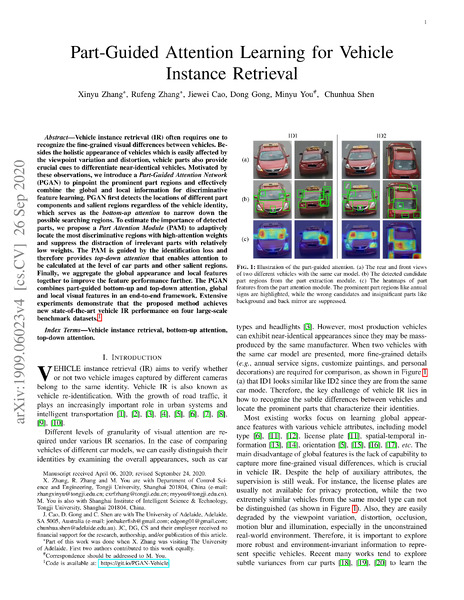 1
Part-Guided Attention Learning for Vehicle
Instance Retrieval
Xinyu Zhang*, Rufeng Zhang*, Jiewei Cao, Dong Gong, Minyu You#, Chunhua Shen
arXiv:1909.06023v4 [cs.CV] 26 Sep 2020
Abstract—Vehicle instance retrieval (IR) often requires one to
recognize the fine-grained visual differences between vehicles. Be-
sides the holistic appearance of vehicles which is easily affected by
the viewpoint variation and distortion, vehicle parts also provide
crucial cues to differentiate near-identical vehicles. Motivated by
these observations, we introduce a Part-Guided Attention Network
(PGAN) to pinpoint the prominent part regions and effectively
combine the global and local information for discriminative
feature learning. PGAN first detects the locations of different part
components and salient regions regardless of the vehicle identity,
which serves as the bottom-up attention to narrow down the
possible searching regions. To estimate the importance of detected
parts, we propose a Part Attention Module (PAM) to adaptively
locate the most discriminative regions with high-attention weights
and suppress the distraction of irrelevant parts with relatively
low weights. The PAM is guided by the identification loss and
therefore provides top-down attention that enables attention to
be calculated at the level of car parts and other salient regions.
Finally, we aggregate the global appearance and local features
together to improve the feature performance further. The PGAN
combines part-guided bottom-up and top-down attention, global
and local visual features in an end-to-end framework. Extensive
experiments demonstrate that the proposed method achieves
new state-of-the-art vehicle IR performance on four large-scale
benchmark datasets.1
Index Terms—Vehicle instance retrieval, bottom-up attention,
top-down attention.
I. INTRODUCTION
VEHICLE instance retrieval (IR) aims to verify whether
or not two vehicle images captured by different cameras
belong to the same identity. Vehicle IR is also known as
vehicle re-identification. With the growth of road traffic, it
plays an increasingly important role in urban systems and
intelligent transportation [1], [2], [3], [4], [5], [6], [7], [8],
[9], [10].
Different levels of granularity of visual attention are re-
quired under various IR scenarios. In the case of comparing
vehicles of different car models, we can easily distinguish their
identities by examining the overall appearances, such as car
Manuscript received April 06, 2020, revised September 24, 2020.
X. Zhang, R. Zhang and M. You are with Department of Control Sci-
ence and Engineering, Tongji University, Shanghai 201804, China (e-mail:
zhangxinyu@tongji.edu.cn; cxrfzhang@tongji.edu.cn; myyou@tongji.edu.cn).
M. You is also with Shanghai Institute of Intelligent Science & Technology,
Tongji University, Shanghai 201804, China.
J. Cao, D. Gong and C. Shen are with The University of Adelaide, Adelaide,
SA 5005, Australia (e-mail: jonbakerfish@gmail.com; edgong01@gmail.com;
chunhua.shen@adelaide.edu.au). JC, DG, CS and their employer received no
financial support for the research, authorship, and/or publication of this article.
*Part of this work was done when X. Zhang was visiting The University
of Adelaide. First two authors contributed to this work equally.
#Correspondence should be addressed to M. You.
1Code is available at: https://git.io/PGAN-Vehicle
ID1 ID2
(a)
(b)
(c)
Fig. 1: Illustration of the part-guided attention. (a) The rear and front views
of two different vehicles with the same car model. (b) The detected candidate
part regions from the part extraction module. (c) The heatmaps of part
features from the part attention module. The prominent part regions like annual
signs are highlighted, while the wrong candidates and insignificant parts like
background and back mirror are suppressed.
types and headlights [3]. However, most production vehicles
can exhibit near-identical appearances since they may be mass-
produced by the same manufacturer. When two vehicles with
the same car model are presented, more fine-grained details
(e.g., annual service signs, customize paintings, and personal
decorations) are required for comparison, as shown in Figure 1
(a) that ID1 looks similar like ID2 since they are from the same
car mode. Therefore, the key challenge of vehicle IR lies in
how to recognize the subtle differences between vehicles and
locate the prominent parts that characterize their identities.
Most existing works focus on learning global appear-
ance features with various vehicle attributes, including model
type [6], [11], [12], license plate [11], spatial-temporal in-
formation [13], [14], orientation [5], [15], [16], [17], etc. The
main disadvantage of global features is the lack of capability to
capture more fine-grained visual differences, which is crucial
in vehicle IR. Despite the help of auxiliary attributes, the
supervision is still weak. For instance, the license plates are
usually not available for privacy protection, while the two
extremely similar vehicles from the same model type can not
be distinguished (as shown in Figure 1). Also, they are easily
degraded by the viewpoint variation, distortion, occlusion,
motion blur and illumination, especially in the unconstrained
real-world environment. Therefore, it is important to explore
more robust and environment-invariant information to repre-
sent specific vehicles. Recent many works tend to explore
subtle variances from car parts [18], [19], [20] to learn the